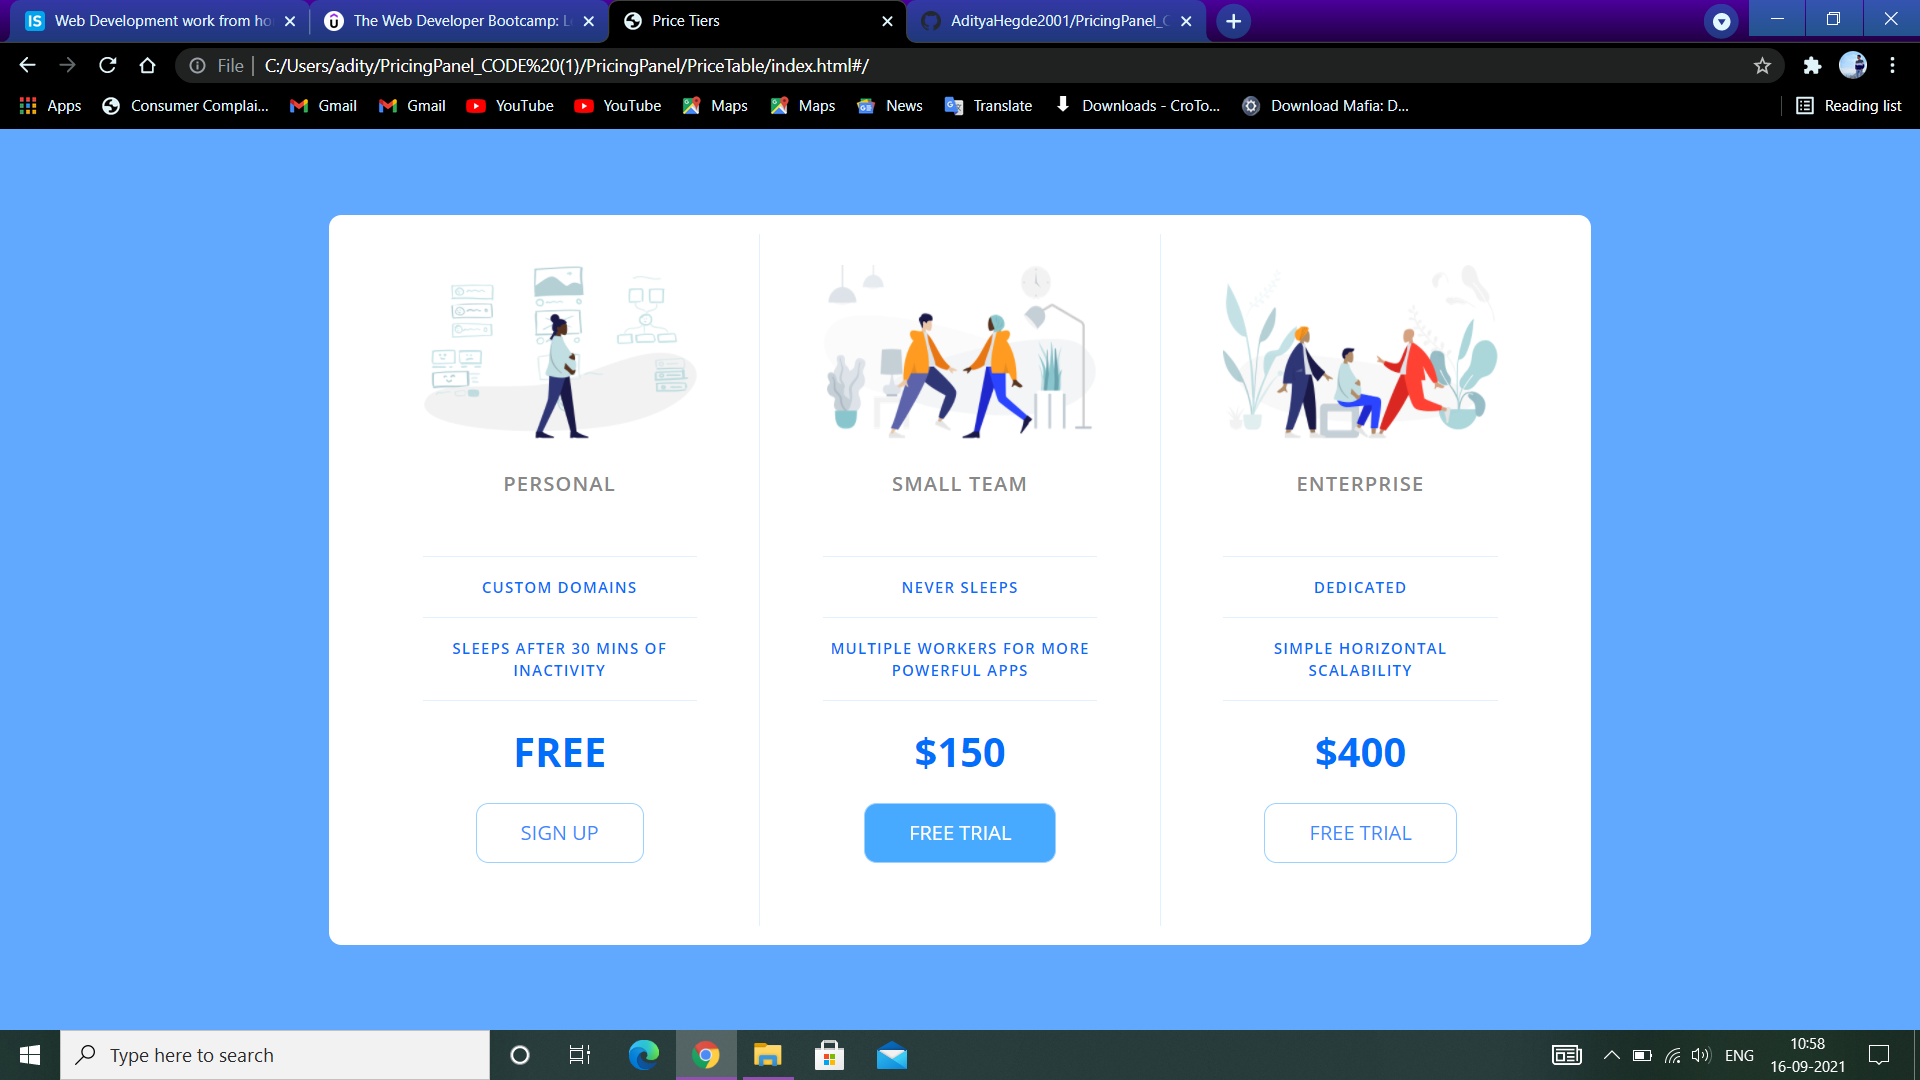 Web Development work from ho
The Web Developer Bootcamp: L
Price Tiers
AdityaHegde2001/PricingPanel_C
File
C:/Users/adity/PricingPanel_CODE%20(1)/PricingPanel/PriceTable/index.html#/
Apps
Consumer Complai...
Gmail
Gmail
YouTube
YouTube
Maps
Maps
News
Translate
Downloads - CroTo...
Download Mafia: D...
Reading list
PERSONAL
CUSTOM DOMAINS
SLEEPS AFTER 30 MINS OF
INACTIVITY
FREE
SIGN UP
SMALL TEAM
NEVER SLEEPS
MULTIPLE WORKERS FOR MORE
POWERFUL APPS
$150
FREE TRIAL
ENTERPRISE
DEDICATED
SIMPLE HORIZONTAL
SCALABILITY
$400
FREE TRIAL
Type here to search
ENG
10:58
16-09-2021